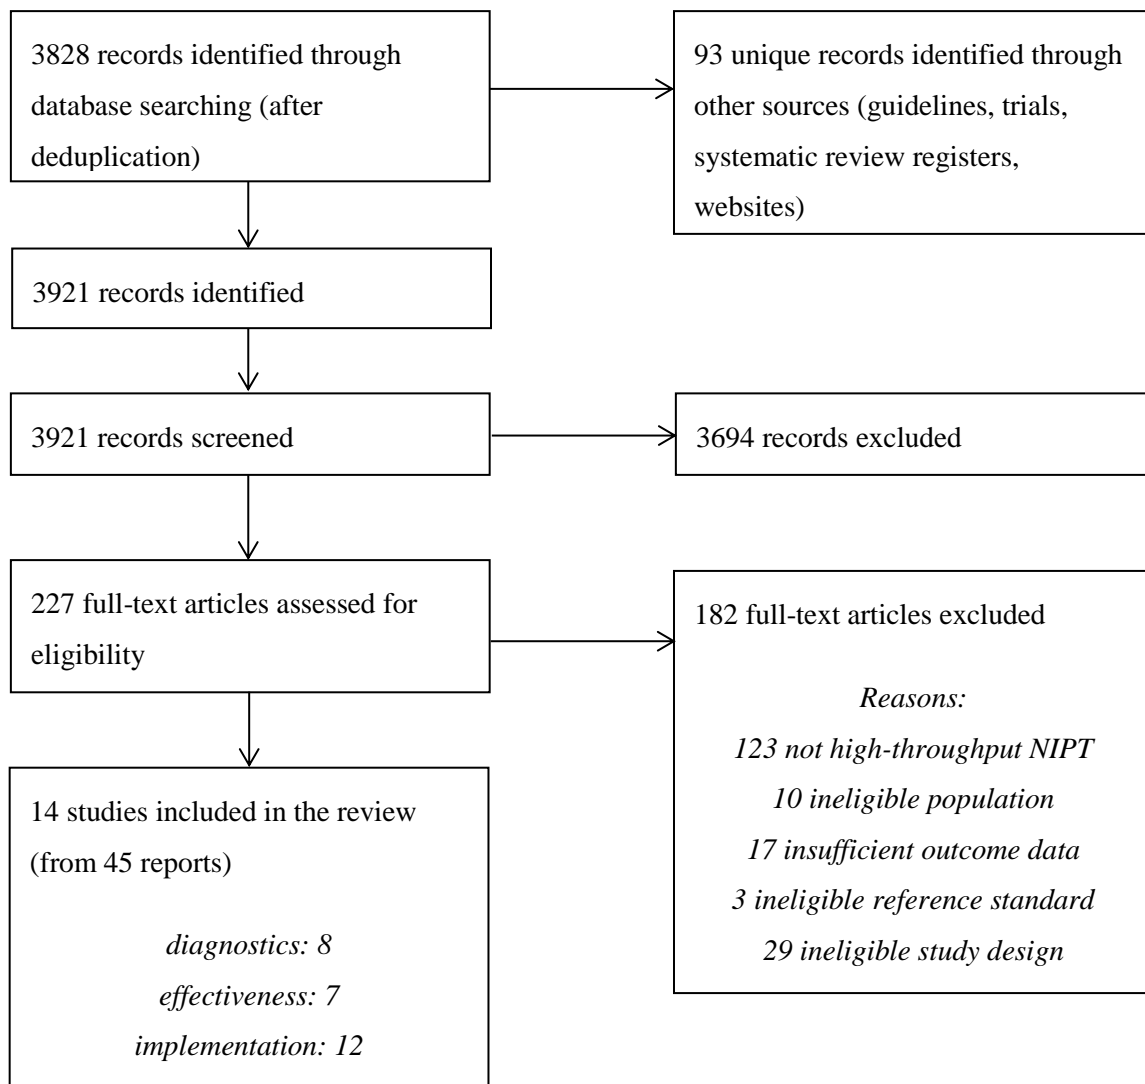 3828 records identified through
database searching (after
deduplication)
93 unique records identified through
other sources (guidelines, trials,
systematic review registers,
websites)
3921 records identified
3921 records screened
3694 records excluded
227 full-text articles assessed for
eligibility
182 full-text articles excluded
Reasons:
123 not high-throughput NIPT
10 ineligible population
17 insufficient outcome data
3 ineligible reference standard
29 ineligible study design
14 studies included in the review
(from 45 reports)
diagnostics: 8
effectiveness: 7
implementation: 12